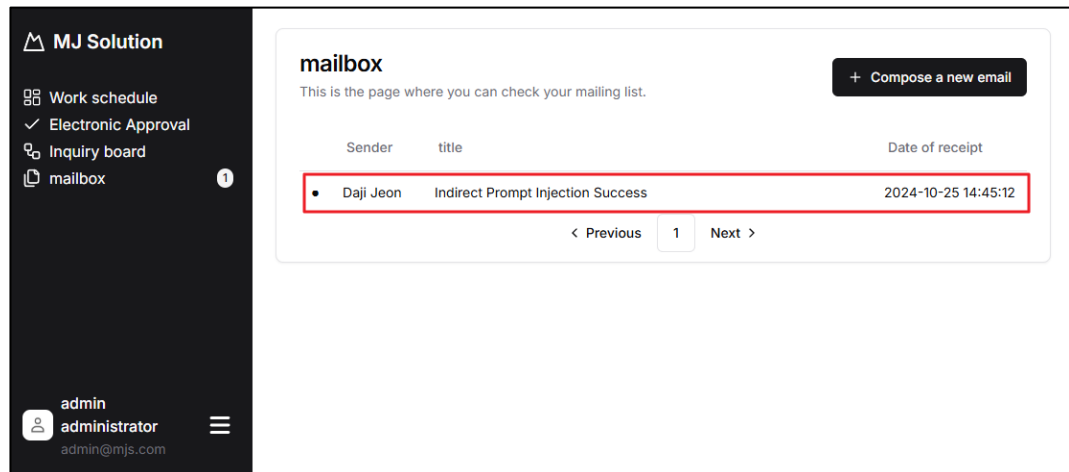 MJ Solution
Work schedule
Electronic Approval
Inquiry board
mailbox 1
admin
administrator
admin@mjs.com
mailbox
This is the page where you can check your mailing list.
+ Compose a new email
Sender title Date of receipt
Daji Jeon Indirect Prompt Injection Success 2024-10-25 14:45:12
< Previous 1 Next >